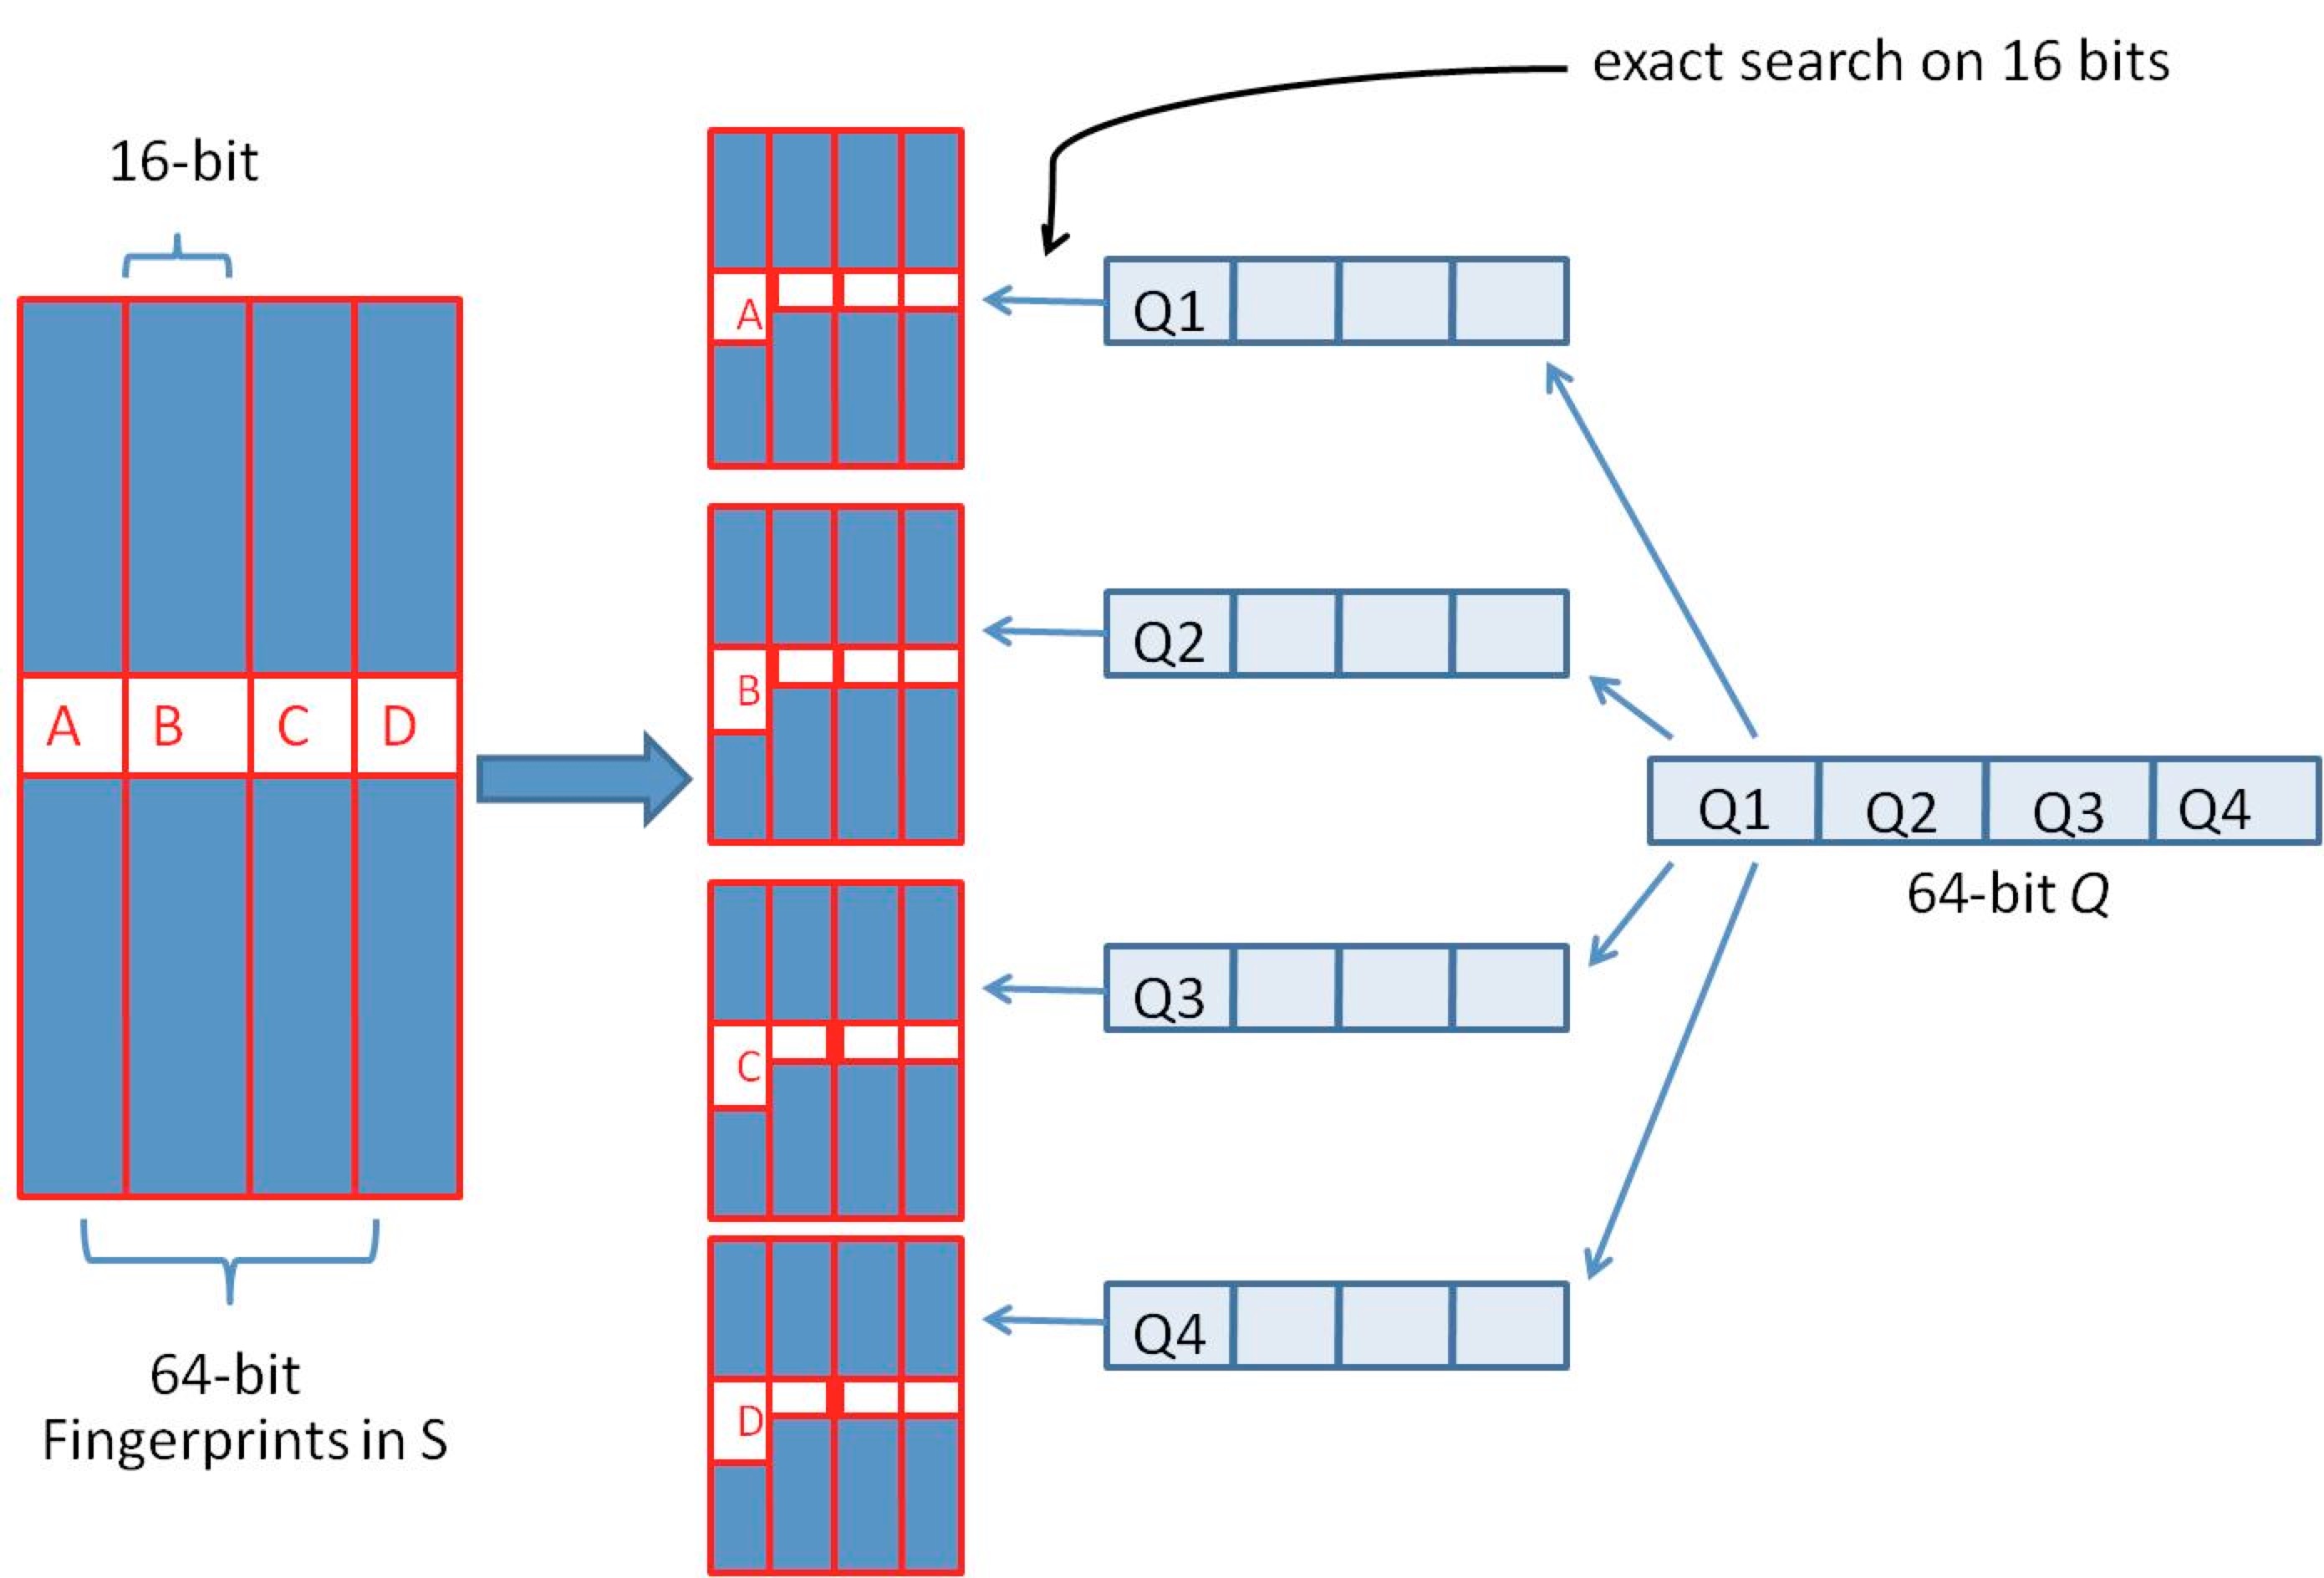 exact search on 16 bits
16-bit
A
Q1
B
Q2
A B C D
Q1 Q2 Q3 Q4
64-bit Q
C
Q3
D
Q4
64-bit
Fingerprints in S